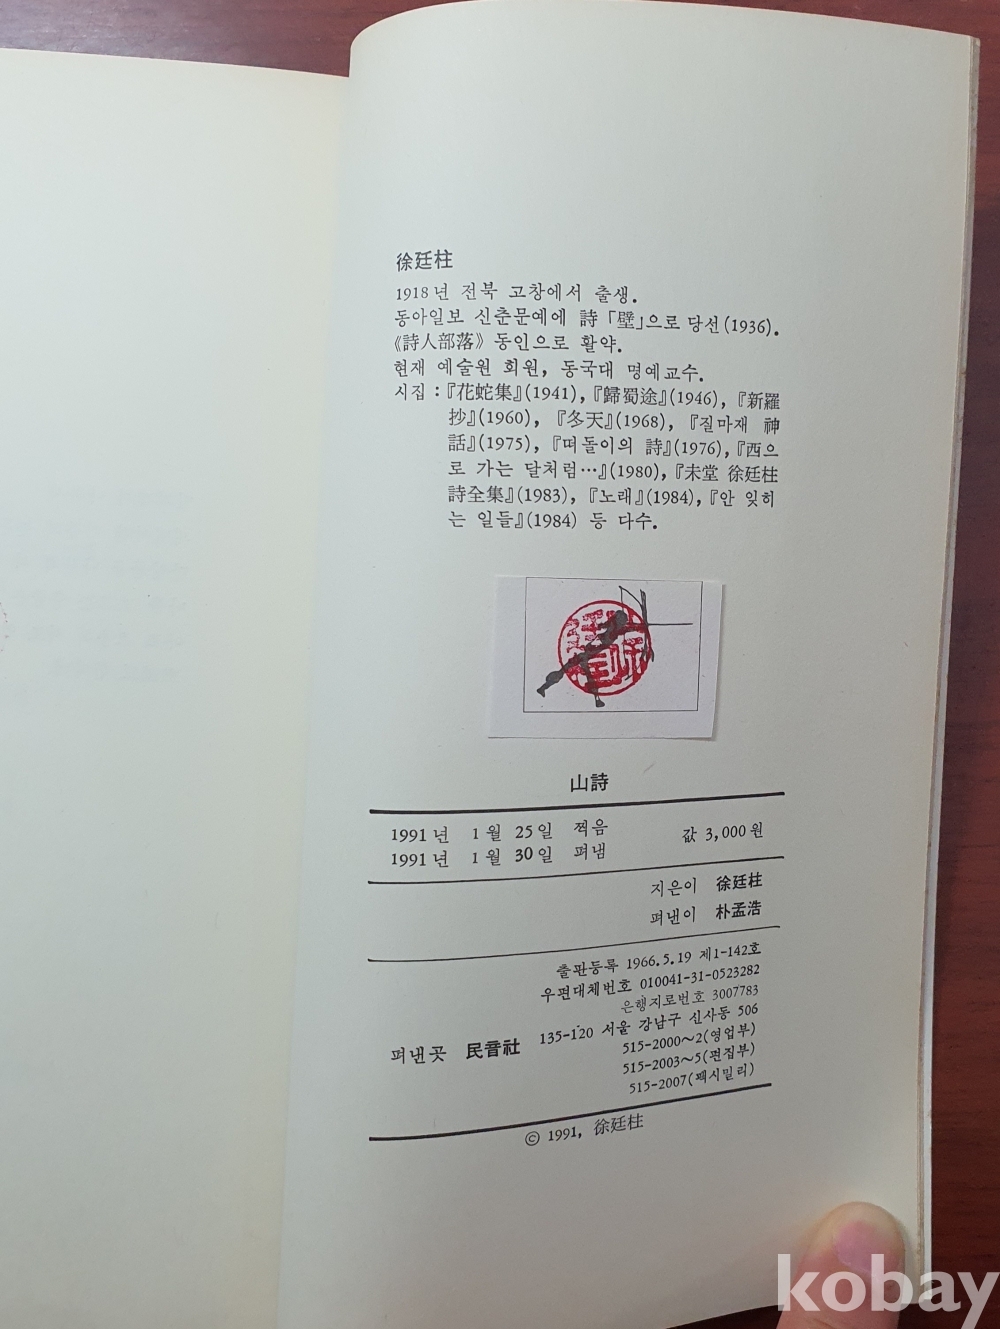 徐廷柱
1918년 전북 고창에서 출생.
동아일보 신춘문예에 詩 「壁」으로 당선(1936).
《詩人部落》 동인으로 활약.
현재 예술원 회원, 동국대 명예교수.
시집 : 『花蛇集』(1941), 『歸蜀途』(1946), 『新羅
抄』(1960), 『冬天』(1968), 『질마재 神
話』(1975), 『떠돌이의 詩』(1976), 『西으
로 가는 달처럼…』(1980), 『未堂 徐廷柱
詩全集』(1983), 『노래』(1984), 『안 잊히
는 일들』(1984) 등 다수.
山詩
1991년 1월 25일 찍음
1991년 1월 30일 펴냄
값 3,000원
지은이 徐廷柱
펴낸이 朴孟浩
출판등록 1966.5.19 제1-142호
우편대체번호 010041-31-0523282
은행지로번호 3007783
펴낸곳 民音社
135-120 서울 강남구 신사동 506
515-2000~2(영업부)
515-2003~5(편집부)
515-2007(팩시밀리)
© 1991, 徐廷柱
kobay